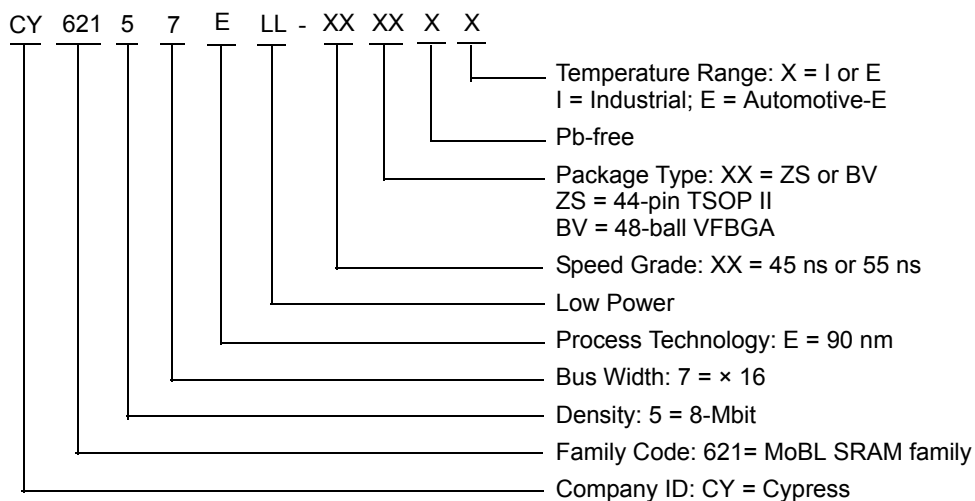 CY 621 5 7 E LL - XX XX X X
Temperature Range: X = I or E
I = Industrial; E = Automotive-E
Pb-free
Package Type: XX = ZS or BV
ZS = 44-pin TSOP II
BV = 48-ball VFBGA
Speed Grade: XX = 45 ns or 55 ns
Low Power
Process Technology: E = 90 nm
Bus Width: 7 = × 16
Density: 5 = 8-Mbit
Family Code: 621= MoBL SRAM family
Company ID: CY = Cypress